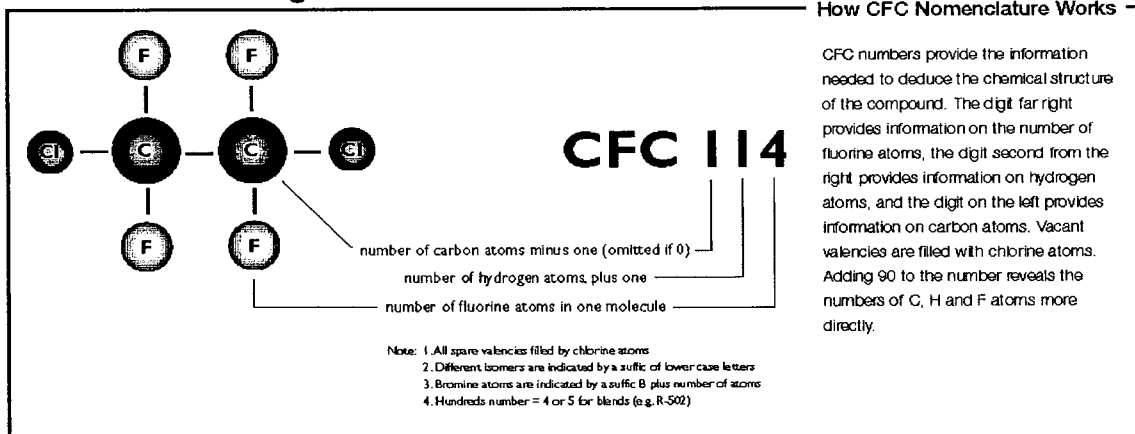 How CFC Nomenclature Works
F F
Cl C C Cl
F F
CFC 114
number of carbon atoms minus one (omitted if 0)
number of hydrogen atoms, plus one
number of fluorine atoms in one molecule
Note: 1. All spare valencies filled by chlorine atoms
2. Different isomers are indicated by a suffic of lower case letters
3. Bromine atoms are indicated by a suffic B plus number of atoms
4. Hundreds number = 4 or 5 for blends (e.g. R-502)
CFC numbers provide the information
needed to deduce the chemical structure
of the compound. The digit far right
provides information on the number of
fluorine atoms, the digit second from the
right provides information on hydrogen
atoms, and the digit on the left provides
information on carbon atoms. Vacant
valencies are filled with chlorine atoms.
Adding 90 to the number reveals the
numbers of C, H and F atoms more
directly.